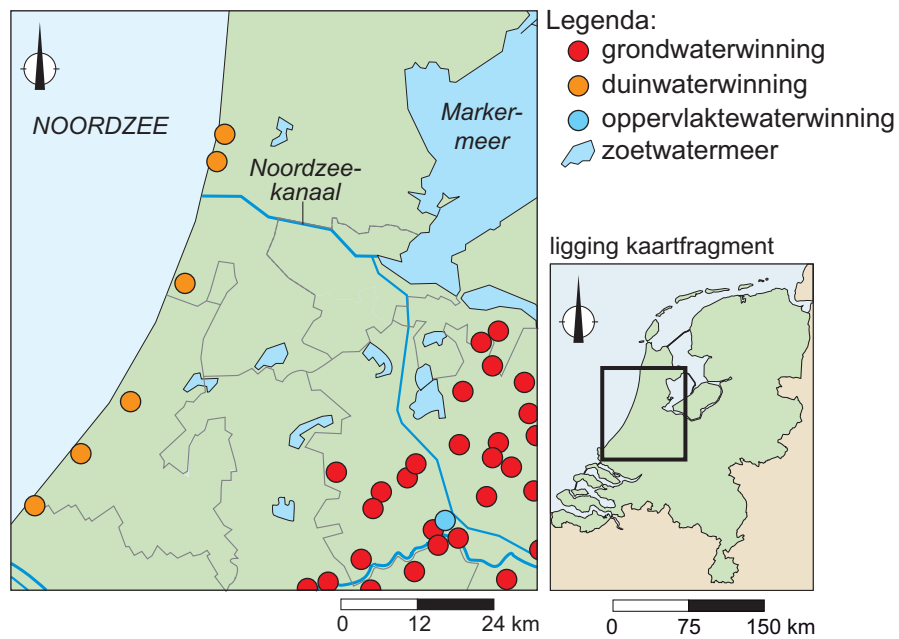 NOORDZEE
Marker-
meer
Noordzee-
kanaal
0 12 24 km
Legenda:
grondwaterwinning
duinwaterwinning
oppervlaktewaterwinning
zoetwatermeer
ligging kaartfragment
0 75 150 km